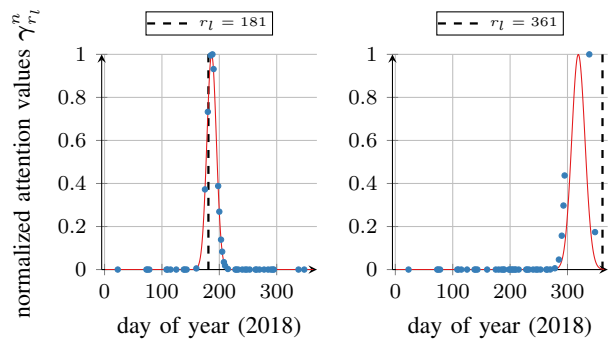 r_l = 181
r_l = 361
normalized attention values γ^n_{r_l}
1
0.8
0.6
0.4
0.2
0
0 100 200 300
day of year (2018)
1
0.8
0.6
0.4
0.2
0
0 100 200 300
day of year (2018)